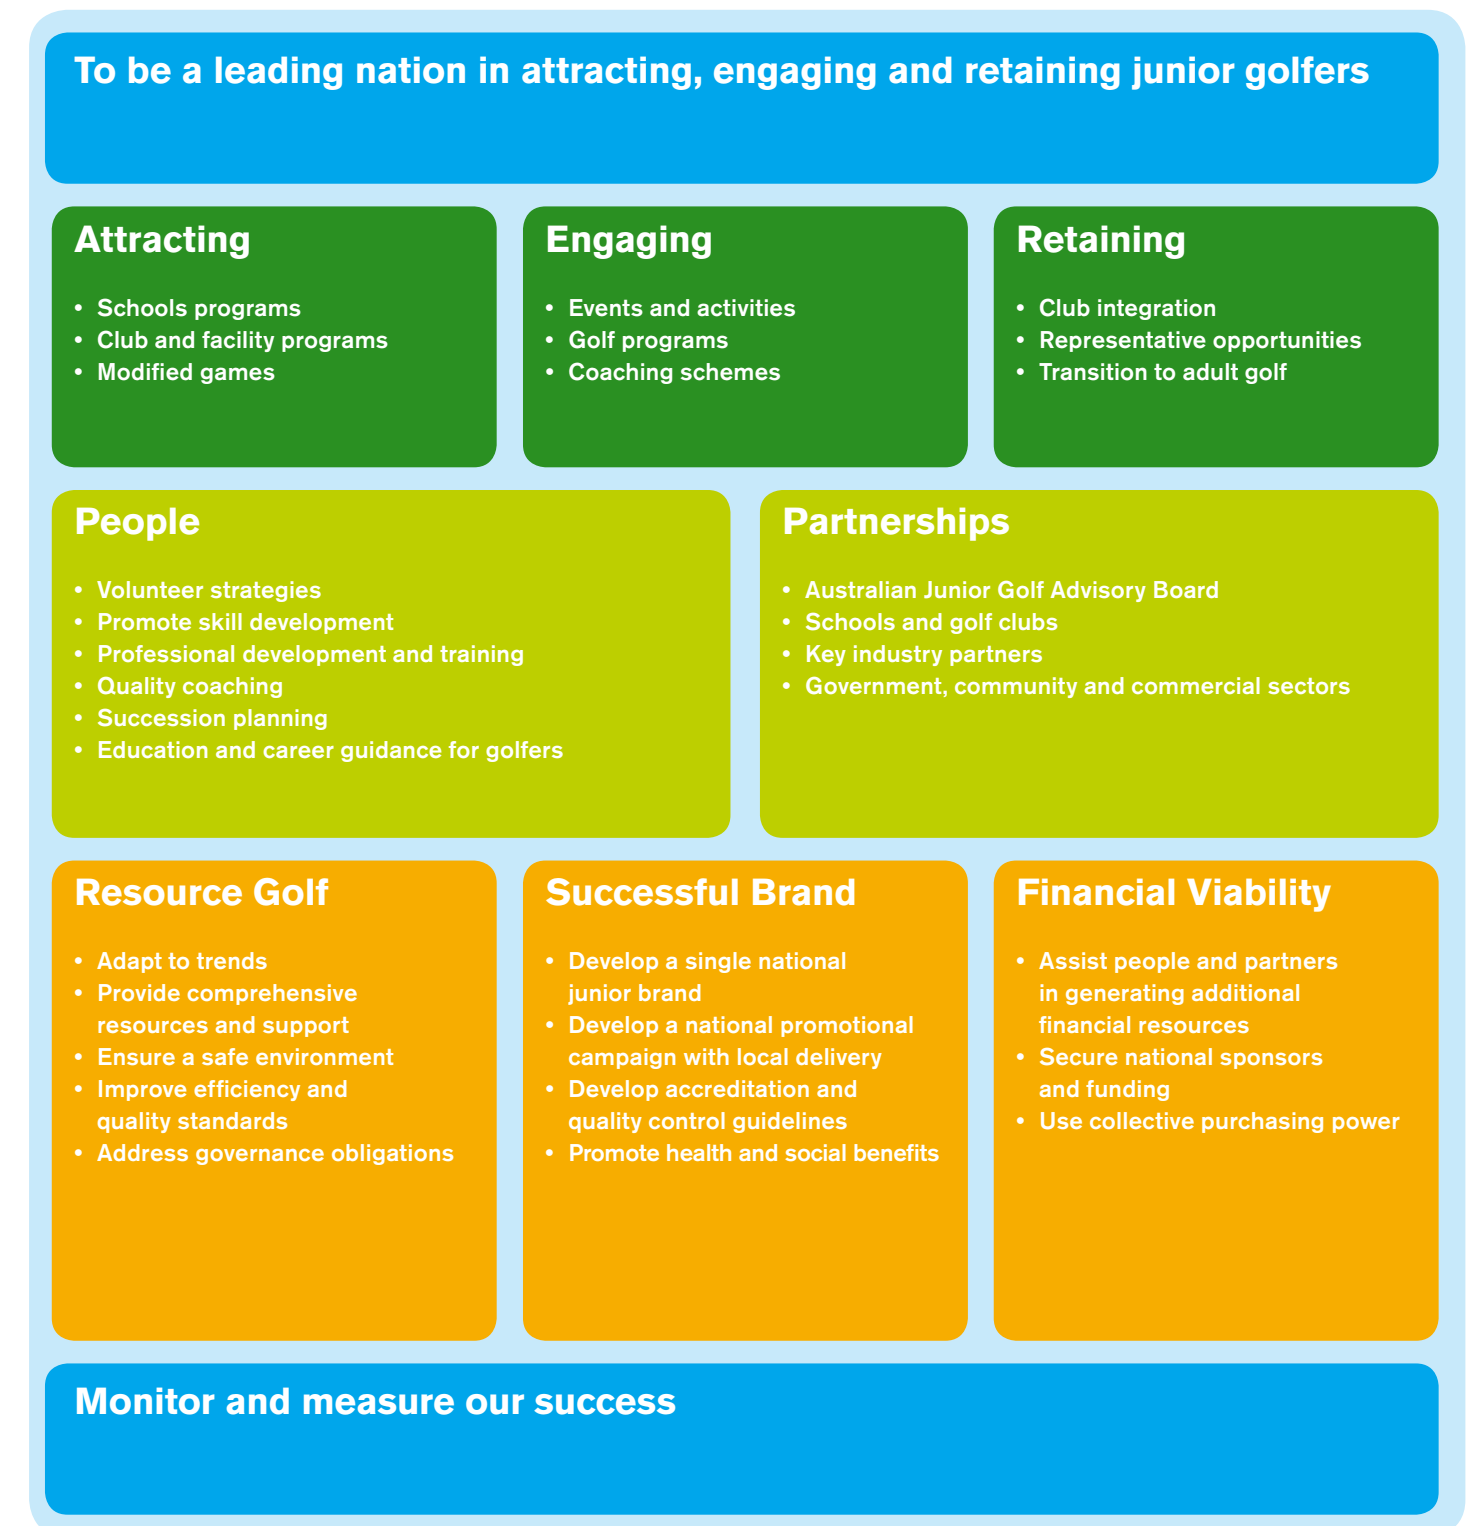 To be a leading nation in attracting, engaging and retaining junior golfers
Attracting
• Schools programs
• Club and facility programs
• Modified games
Engaging
• Events and activities
• Golf programs
• Coaching schemes
Retaining
• Club integration
• Representative opportunities
• Transition to adult golf
People
• Volunteer strategies
• Promote skill development
• Professional development and training
• Quality coaching
• Succession planning
• Education and career guidance for golfers
Partnerships
• Australian Junior Golf Advisory Board
• Schools and golf clubs
• Key industry partners
• Government, community and commercial sectors
Resource Golf
• Adapt to trends
• Provide comprehensive
resources and support
• Ensure a safe environment
• Improve efficiency and
quality standards
• Address governance obligations
Successful Brand
• Develop a single national
junior brand
• Develop a national promotional
campaign with local delivery
• Develop accreditation and
quality control guidelines
• Promote health and social benefits
Financial Viability
• Assist people and partners
in generating additional
financial resources
• Secure national sponsors
and funding
• Use collective purchasing power
Monitor and measure our success